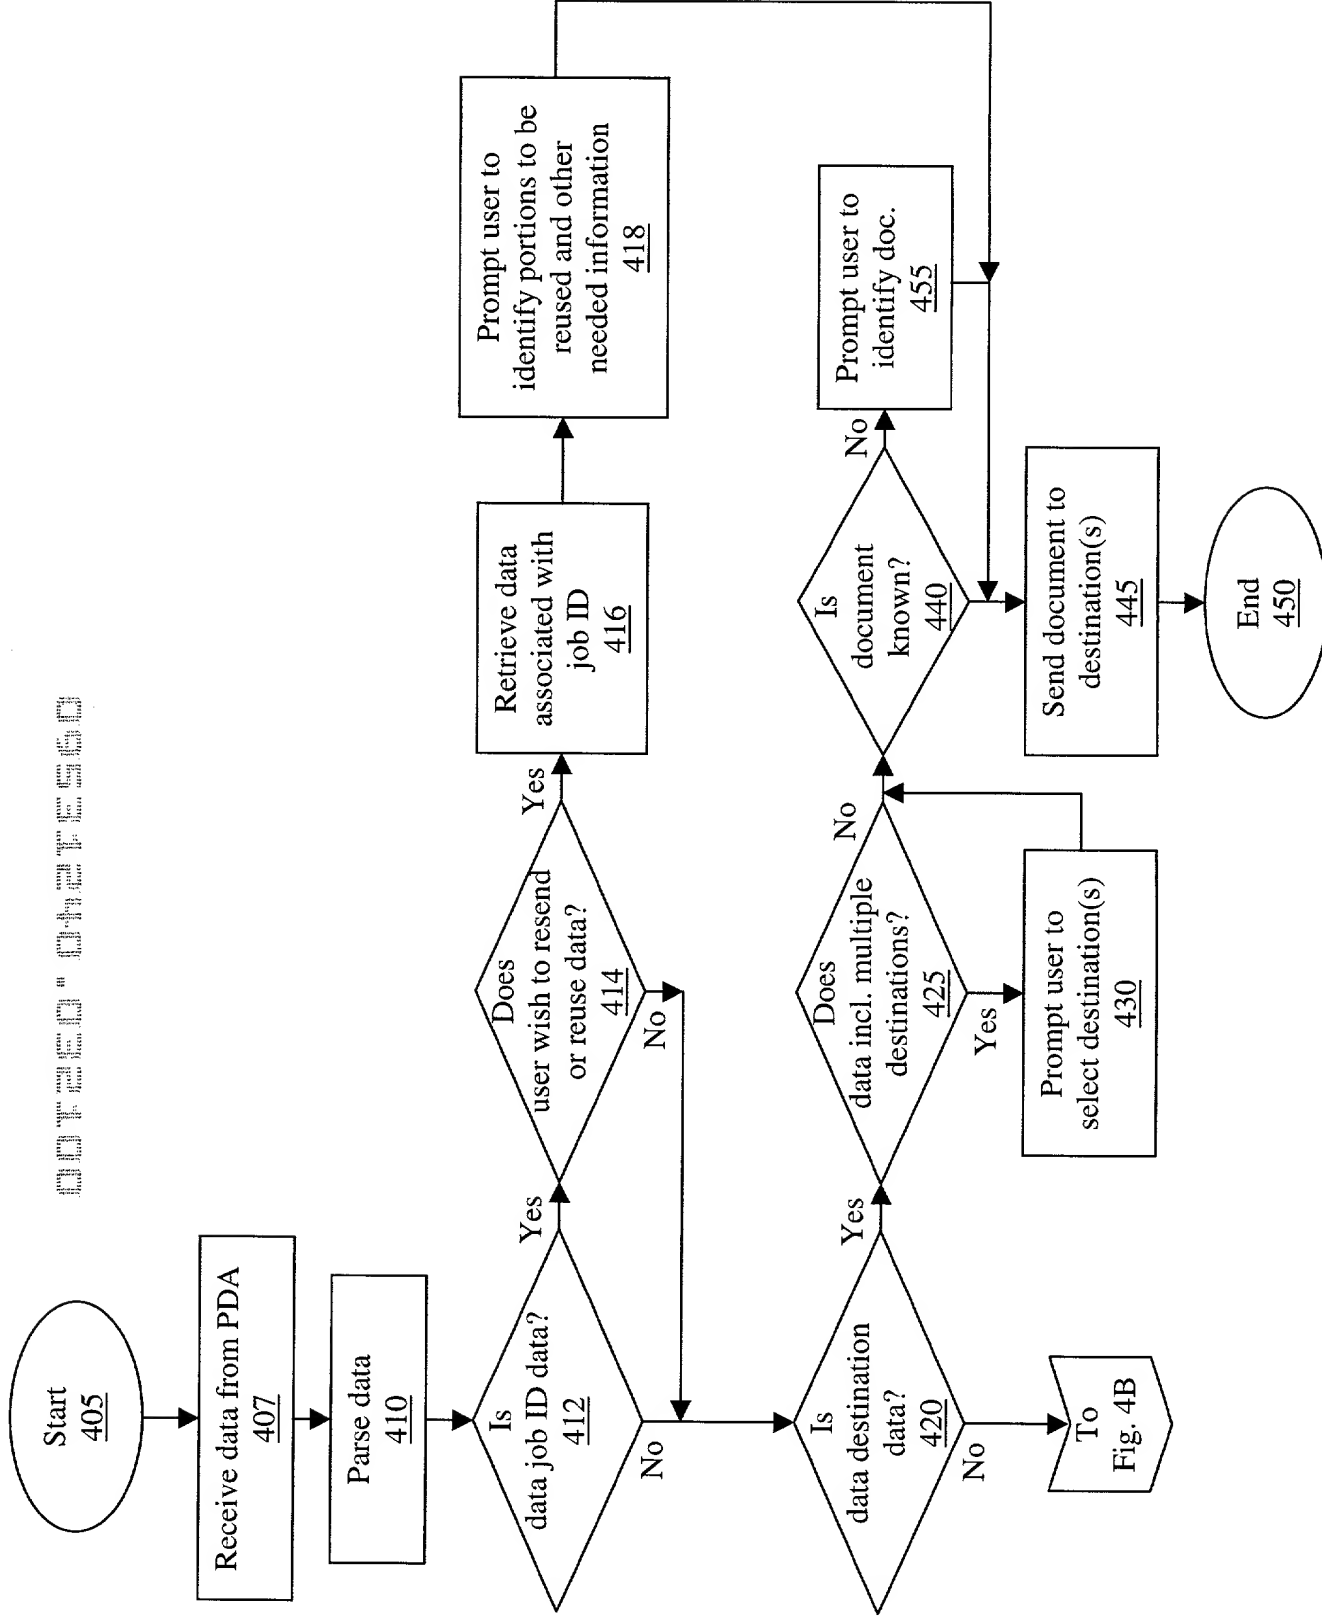 Start
405
Receive data from PDA
407
Parse data
410
Is
data job ID data?
412
Yes
No
Does
user wish to resend
or reuse data?
414
Yes
No
Retrieve data
associated with
job ID
416
Prompt user to
identify portions to be
reused and other
needed information
418
Is
data destination
data?
420
Yes
No
To
Fig. 4B
Does
data incl. multiple
destinations?
425
No
Yes
Prompt user to
select destination(s)
430
Is
document
known?
440
No
Prompt user to
identify doc.
455
Send document to
destination(s)
445
End
450